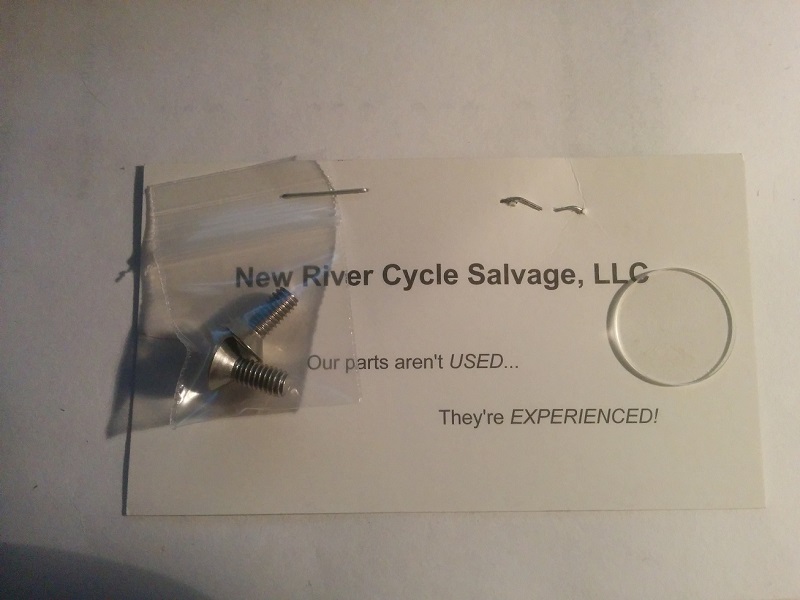 New River Cycle Salvage, LLC
Our parts aren't USED...
They're EXPERIENCED!